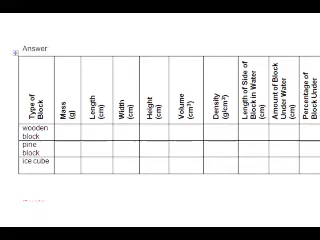 Answer
Type of
Block
Mass
(g)
Length
(cm)
Width
(cm)
Height
(cm)
Volume
(cm³)
Density
(g/cm³)
Length of Side of
Block in Water
(cm)
Amount of Block
Under Water
(cm)
Percentage of
Block Under
wooden
block
pine
block
ice cube